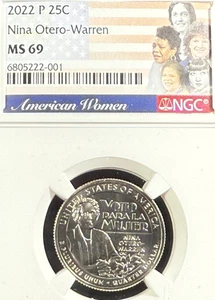 2022 P 25C
Nina Otero-Warren
MS 69
6805222-001
American Women
NGC
UNITED STATES OF AMERICA
VOTO
PARA LA
MUJER
NINA
OTERO-
WARREN
E PLURIBUS UNUM • QUARTER DOLLAR